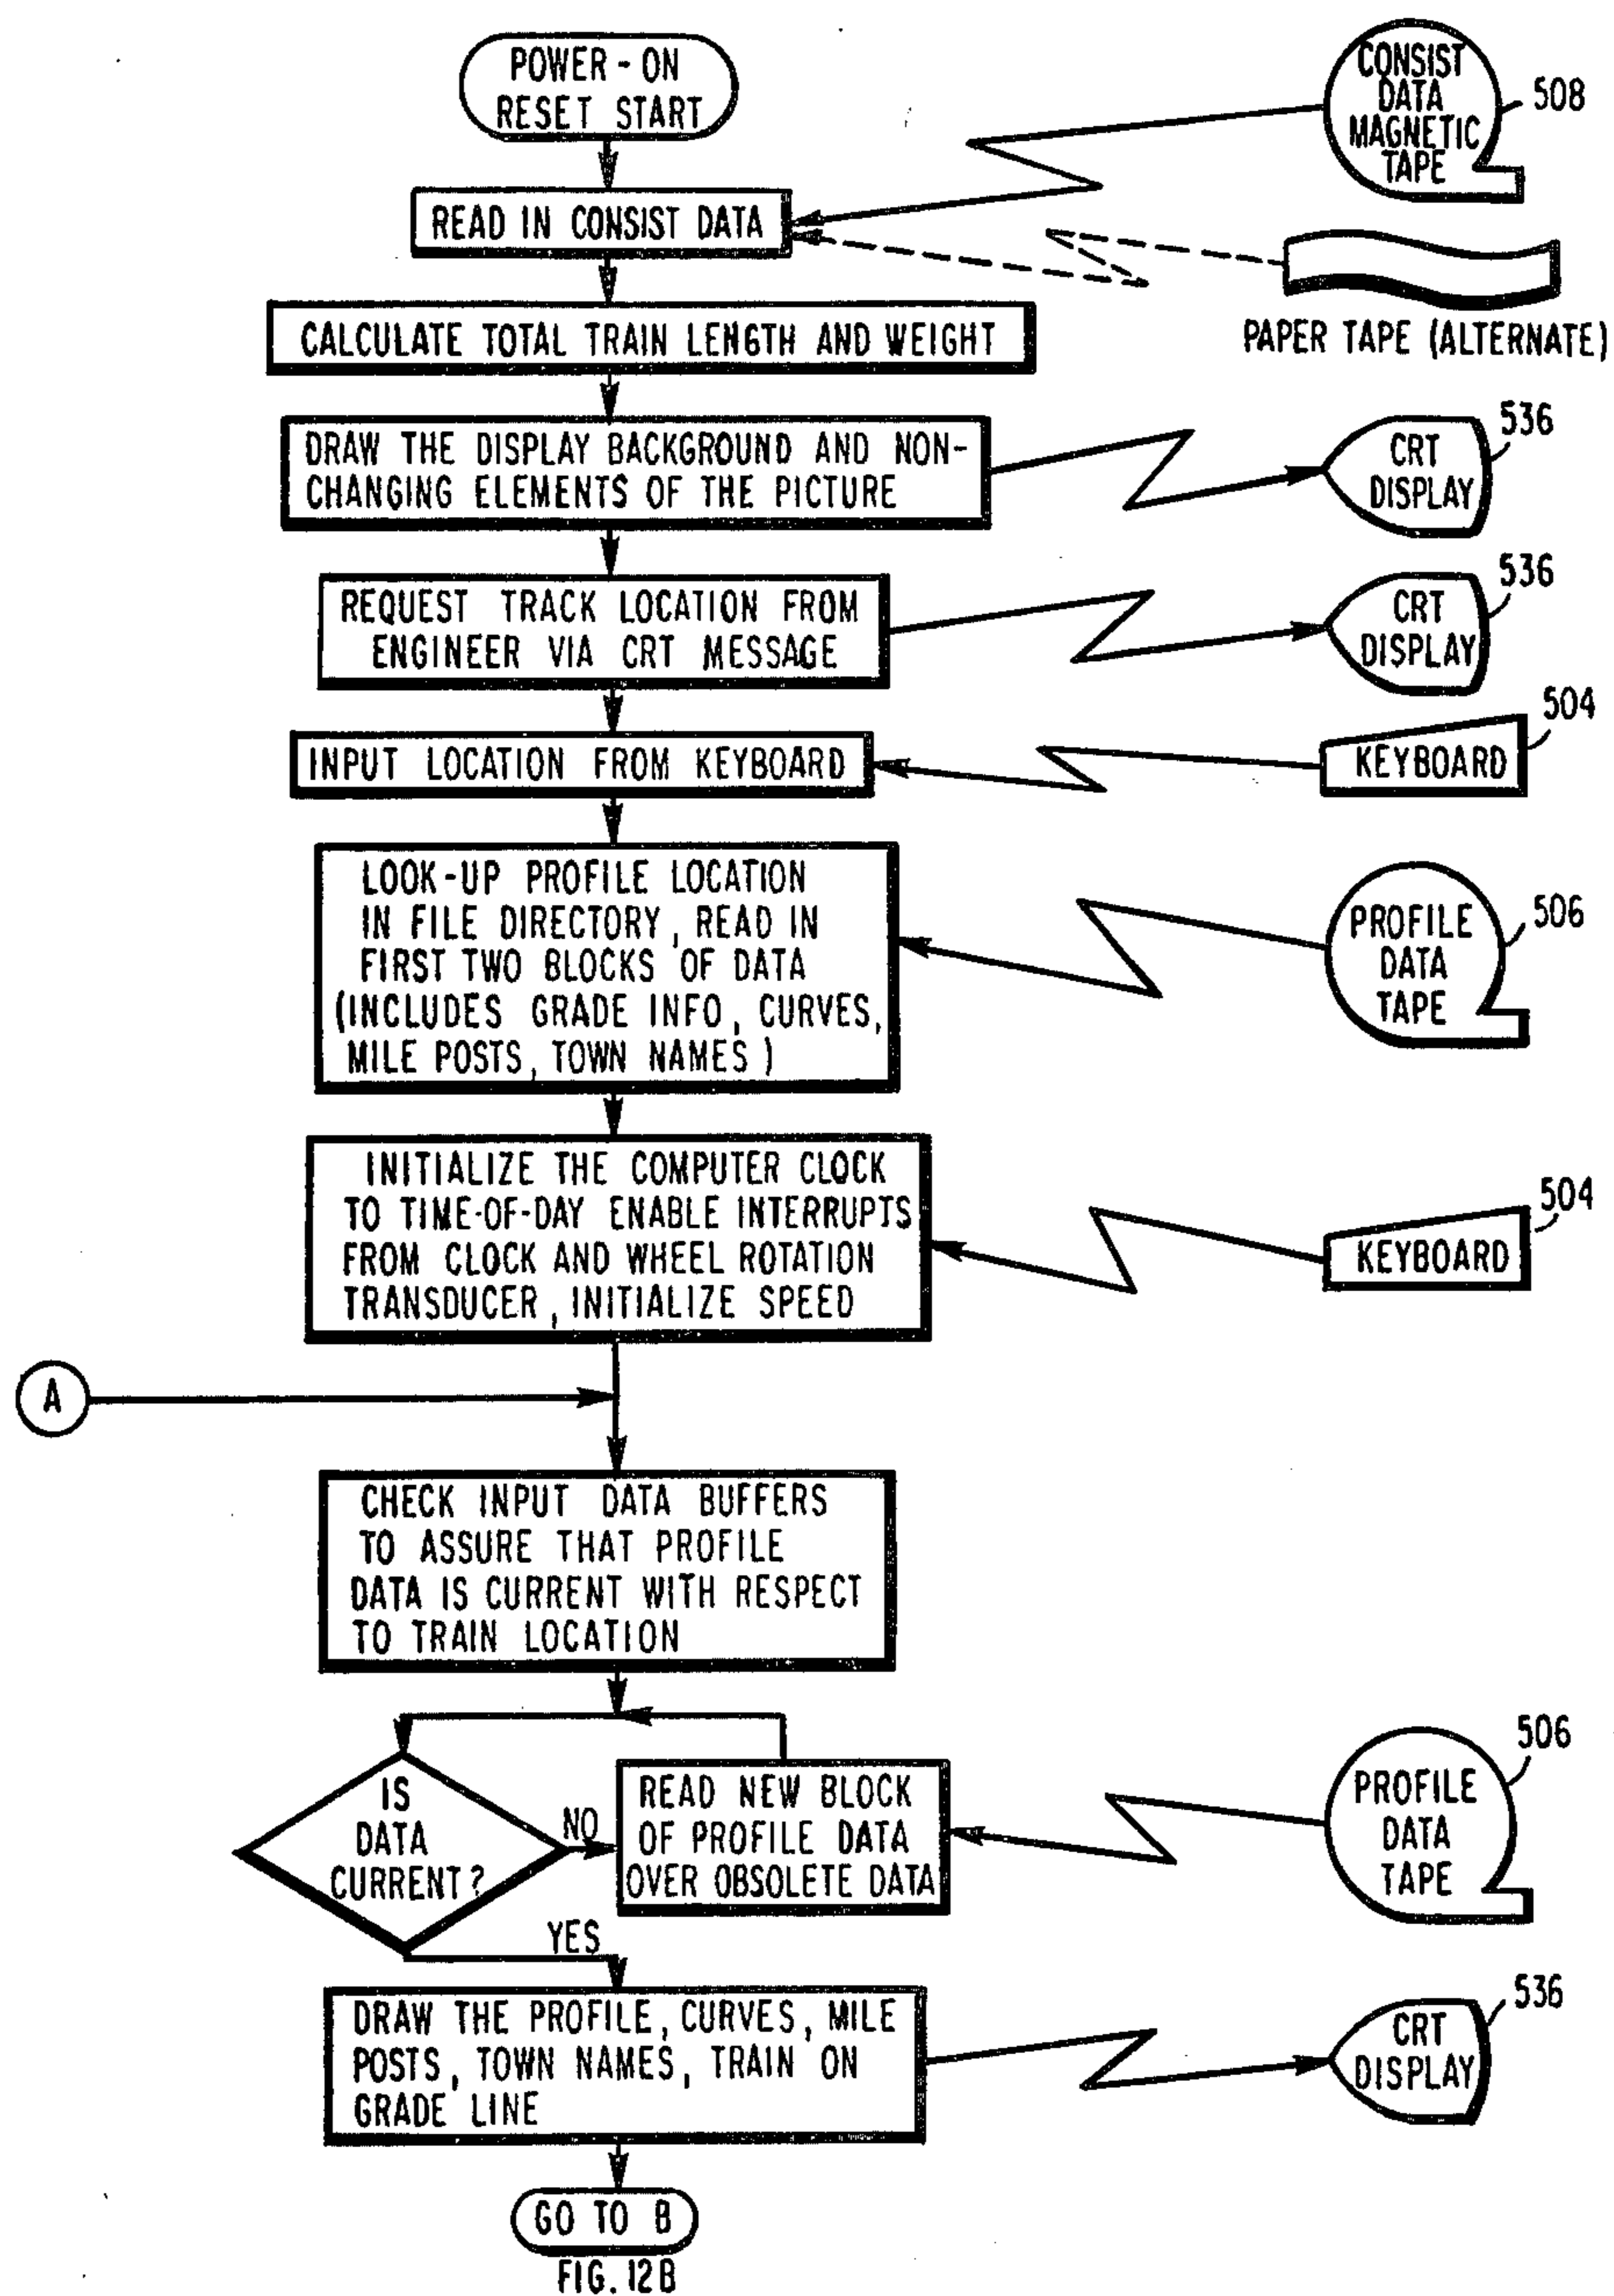 POWER-ON
RESET START
CONSIST
DATA
MAGNETIC
TAPE
508
READ IN CONSIST DATA
PAPER TAPE (ALTERNATE)
CALCULATE TOTAL TRAIN LENGTH AND WEIGHT
DRAW THE DISPLAY BACKGROUND AND NON-
CHANGING ELEMENTS OF THE PICTURE
CRT
DISPLAY
536
REQUEST TRACK LOCATION FROM
ENGINEER VIA CRT MESSAGE
CRT
DISPLAY
536
INPUT LOCATION FROM KEYBOARD
KEYBOARD
504
LOOK-UP PROFILE LOCATION
IN FILE DIRECTORY, READ IN
FIRST TWO BLOCKS OF DATA
(INCLUDES GRADE INFO, CURVES,
MILE POSTS, TOWN NAMES)
PROFILE
DATA
TAPE
506
INITIALIZE THE COMPUTER CLOCK
TO TIME-OF-DAY ENABLE INTERRUPTS
FROM CLOCK AND WHEEL ROTATION
TRANSDUCER, INITIALIZE SPEED
KEYBOARD
504
A
CHECK INPUT DATA BUFFERS
TO ASSURE THAT PROFILE
DATA IS CURRENT WITH RESPECT
TO TRAIN LOCATION
IS
DATA
CURRENT?
NO
READ NEW BLOCK
OF PROFILE DATA
OVER OBSOLETE DATA
PROFILE
DATA
TAPE
506
YES
DRAW THE PROFILE, CURVES, MILE
POSTS, TOWN NAMES, TRAIN ON
GRADE LINE
CRT
DISPLAY
536
GO TO B
FIG. 12B